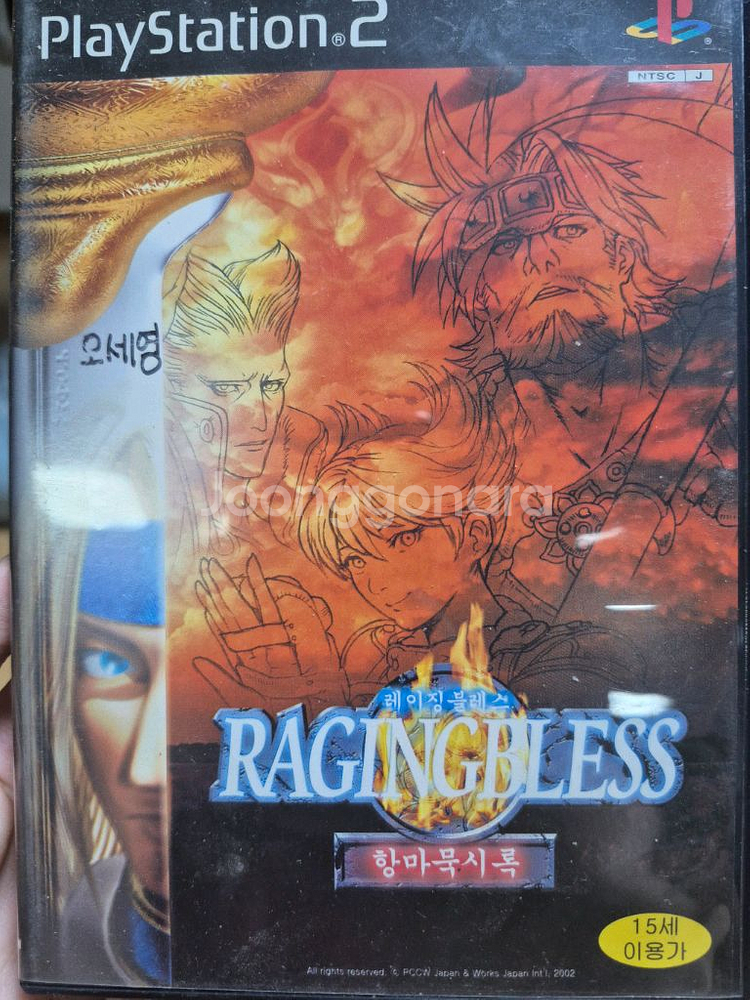 PlayStation®2
NTSC J
오세영
Joonggonara
레이징블레스
RAGINGBLESS
항마묵시록
15세
이용가
All rights reserved. © PCCW Japan & Works Japan Int'l, 2002